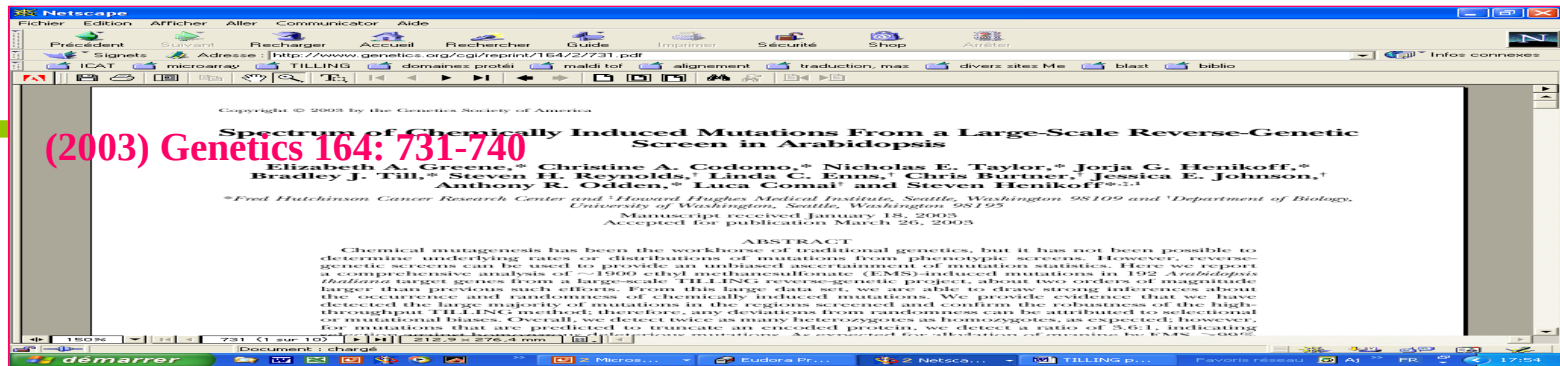 Netscape
Fichier Edition Afficher Aller Communicator Aide
Précédent Suivant Recharger Accueil Rechercher Guide Imprimer Sécurité Shop Arrêter
Signets Adresse : http://www.genetics.org/cgi/reprint/164/2/731.pdf Infos connexes
ICAT microarray TILLING domaines protéi maldi tof alignement traduction, mas divers sites Me blast biblio
Copyright © 2003 by the Genetics Society of America
Spectrum of Chemically Induced Mutations From a Large-Scale Reverse-Genetic
Screen in Arabidopsis
(2003) Genetics 164: 731-740
Elizabeth A. Greene,* Christine A. Codomo,* Nicholas E. Taylor,* Jorja G. Henikoff,*
Bradley J. Till,* Steven H. Reynolds,† Linda C. Enns,† Chris Burtner,† Jessica E. Johnson,†
Anthony R. Odden,* Luca Comai† and Steven Henikoff*,‡,1
*Fred Hutchinson Cancer Research Center and ‡Howard Hughes Medical Institute, Seattle, Washington 98109 and †Department of Biology,
University of Washington, Seattle, Washington 98195
Manuscript received January 18, 2003
Accepted for publication March 26, 2003
ABSTRACT
Chemical mutagenesis has been the workhorse of traditional genetics, but it has not been possible to
determine underlying rates or distributions of mutations from phenotypic screens. However, reverse-
genetic screens can be used to provide an unbiased ascertainment of mutation statistics. Here we report
a comprehensive analysis of ~1900 ethyl methanesulfonate (EMS)-induced mutations in 192 Arabidopsis
thaliana target genes from a large-scale TILLING reverse-genetic project, about two orders of magnitude
larger than previous such efforts. From this large data set, we are able to draw strong inferences about
the occurrence and randomness of chemically induced mutations. We provide evidence that we have
detected the large majority of mutations in the regions screened and confirm the robustness of the high-
throughput TILLING method; therefore, any deviations from randomness can be attributed to selectional
or mutational biases. Overall, we detect twice as many heterozygotes as homozygotes, as expected; however,
for mutations that are predicted to truncate an encoded protein, we detect a ratio of 3.6:1, indicating
150% 731 (1 sur 10) 212,9 x 276,4 mm
Document : chargé
démarrer 2 Micros... Eudora Pr... 2 Netsca... TILLING p... Favoris réseau Aj FR 17:54